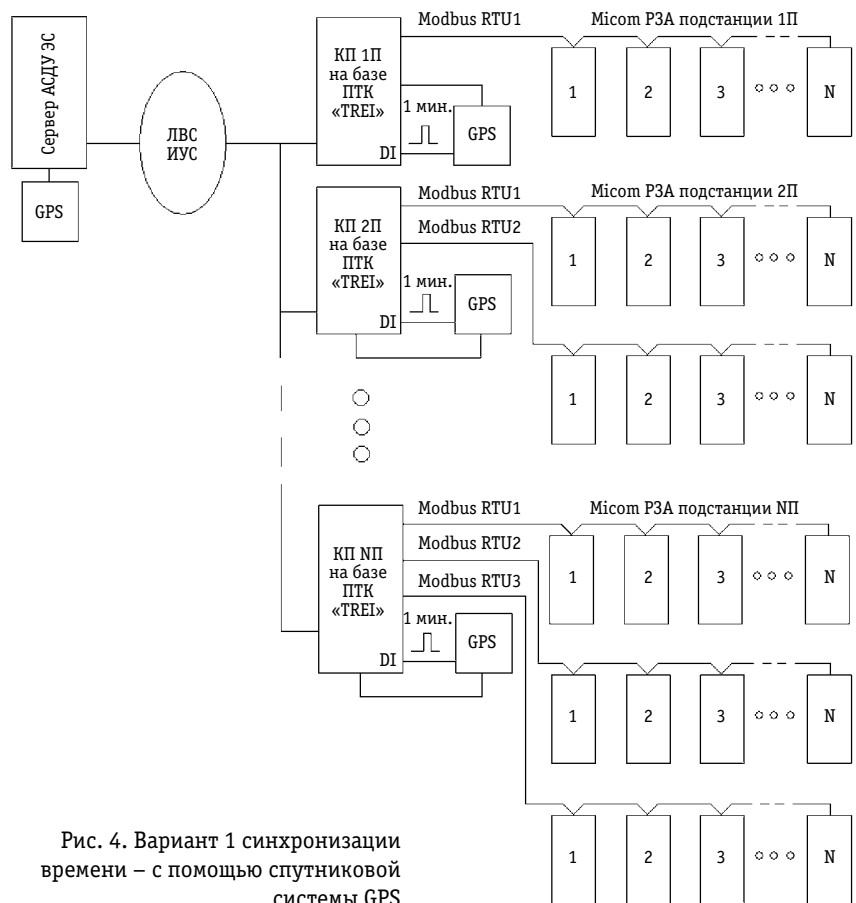 Сервер АСДУ ЭС
GPS
ЛВС
ИУС
КП 1П
на базе
ПТК
«TREI»
DI
1 мин.
GPS
Modbus RTU1
Micom РЗА подстанции 1П
1
2
3
N
КП 2П
на базе
ПТК
«TREI»
DI
1 мин.
GPS
Modbus RTU1
Modbus RTU2
Micom РЗА подстанции 2П
1
2
3
N
1
2
3
N
КП NП
на базе
ПТК
«TREI»
DI
1 мин.
GPS
Modbus RTU1
Modbus RTU2
Modbus RTU3
Micom РЗА подстанции NП
1
2
3
N
1
2
3
N
1
2
3
N
Рис. 4. Вариант 1 синхронизации
времени – с помощью спутниковой
системы GPS